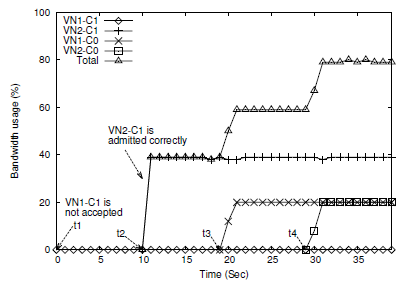 VN1-C1
VN2-C1
VN1-C0
VN2-C0
Total
100
80
60
40
20
0
Bandwidth usage (%)
VN2-C1 is
admitted correctly
VN1-C1 is
not accepted
t1
t2
t3
t4
0 5 10 15 20 25 30 35
Time (Sec)